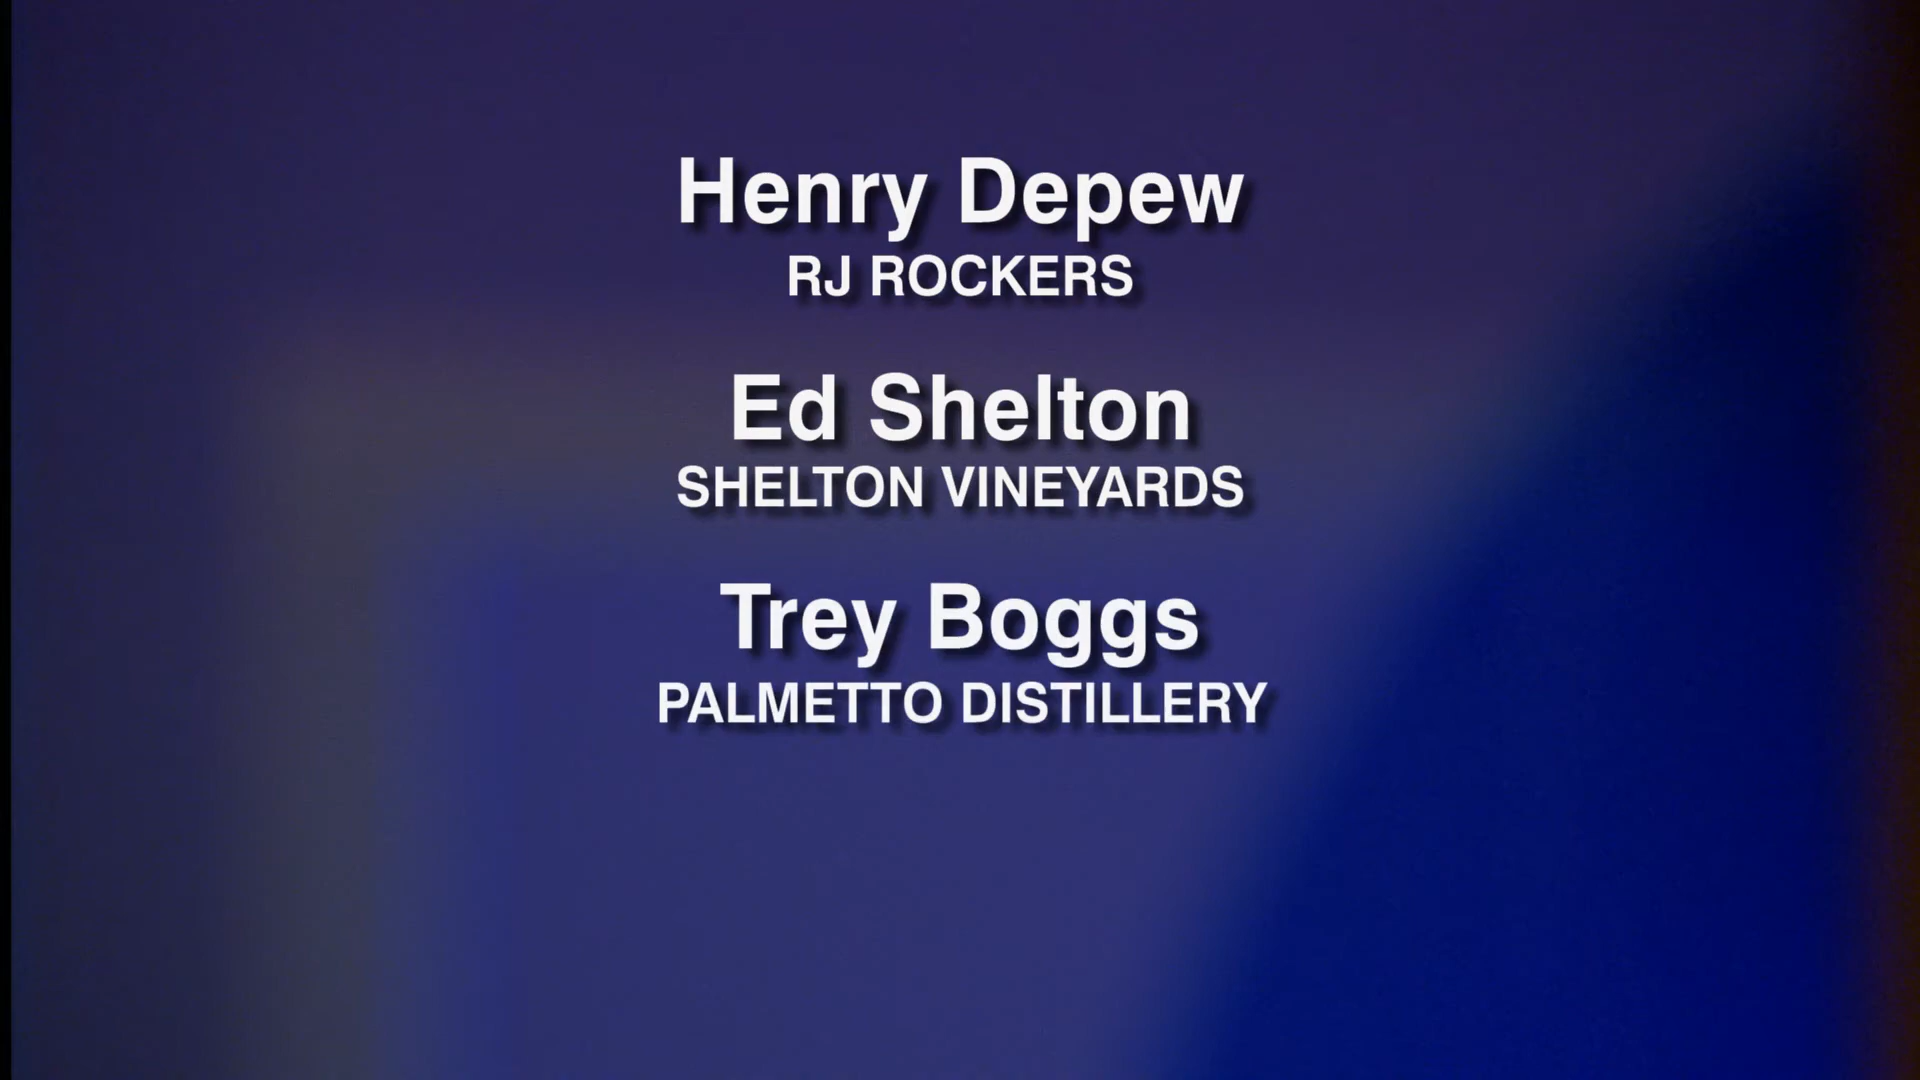 Henry Depew
RJ ROCKERS
Ed Shelton
SHELTON VINEYARDS
Trey Boggs
PALMETTO DISTILLERY